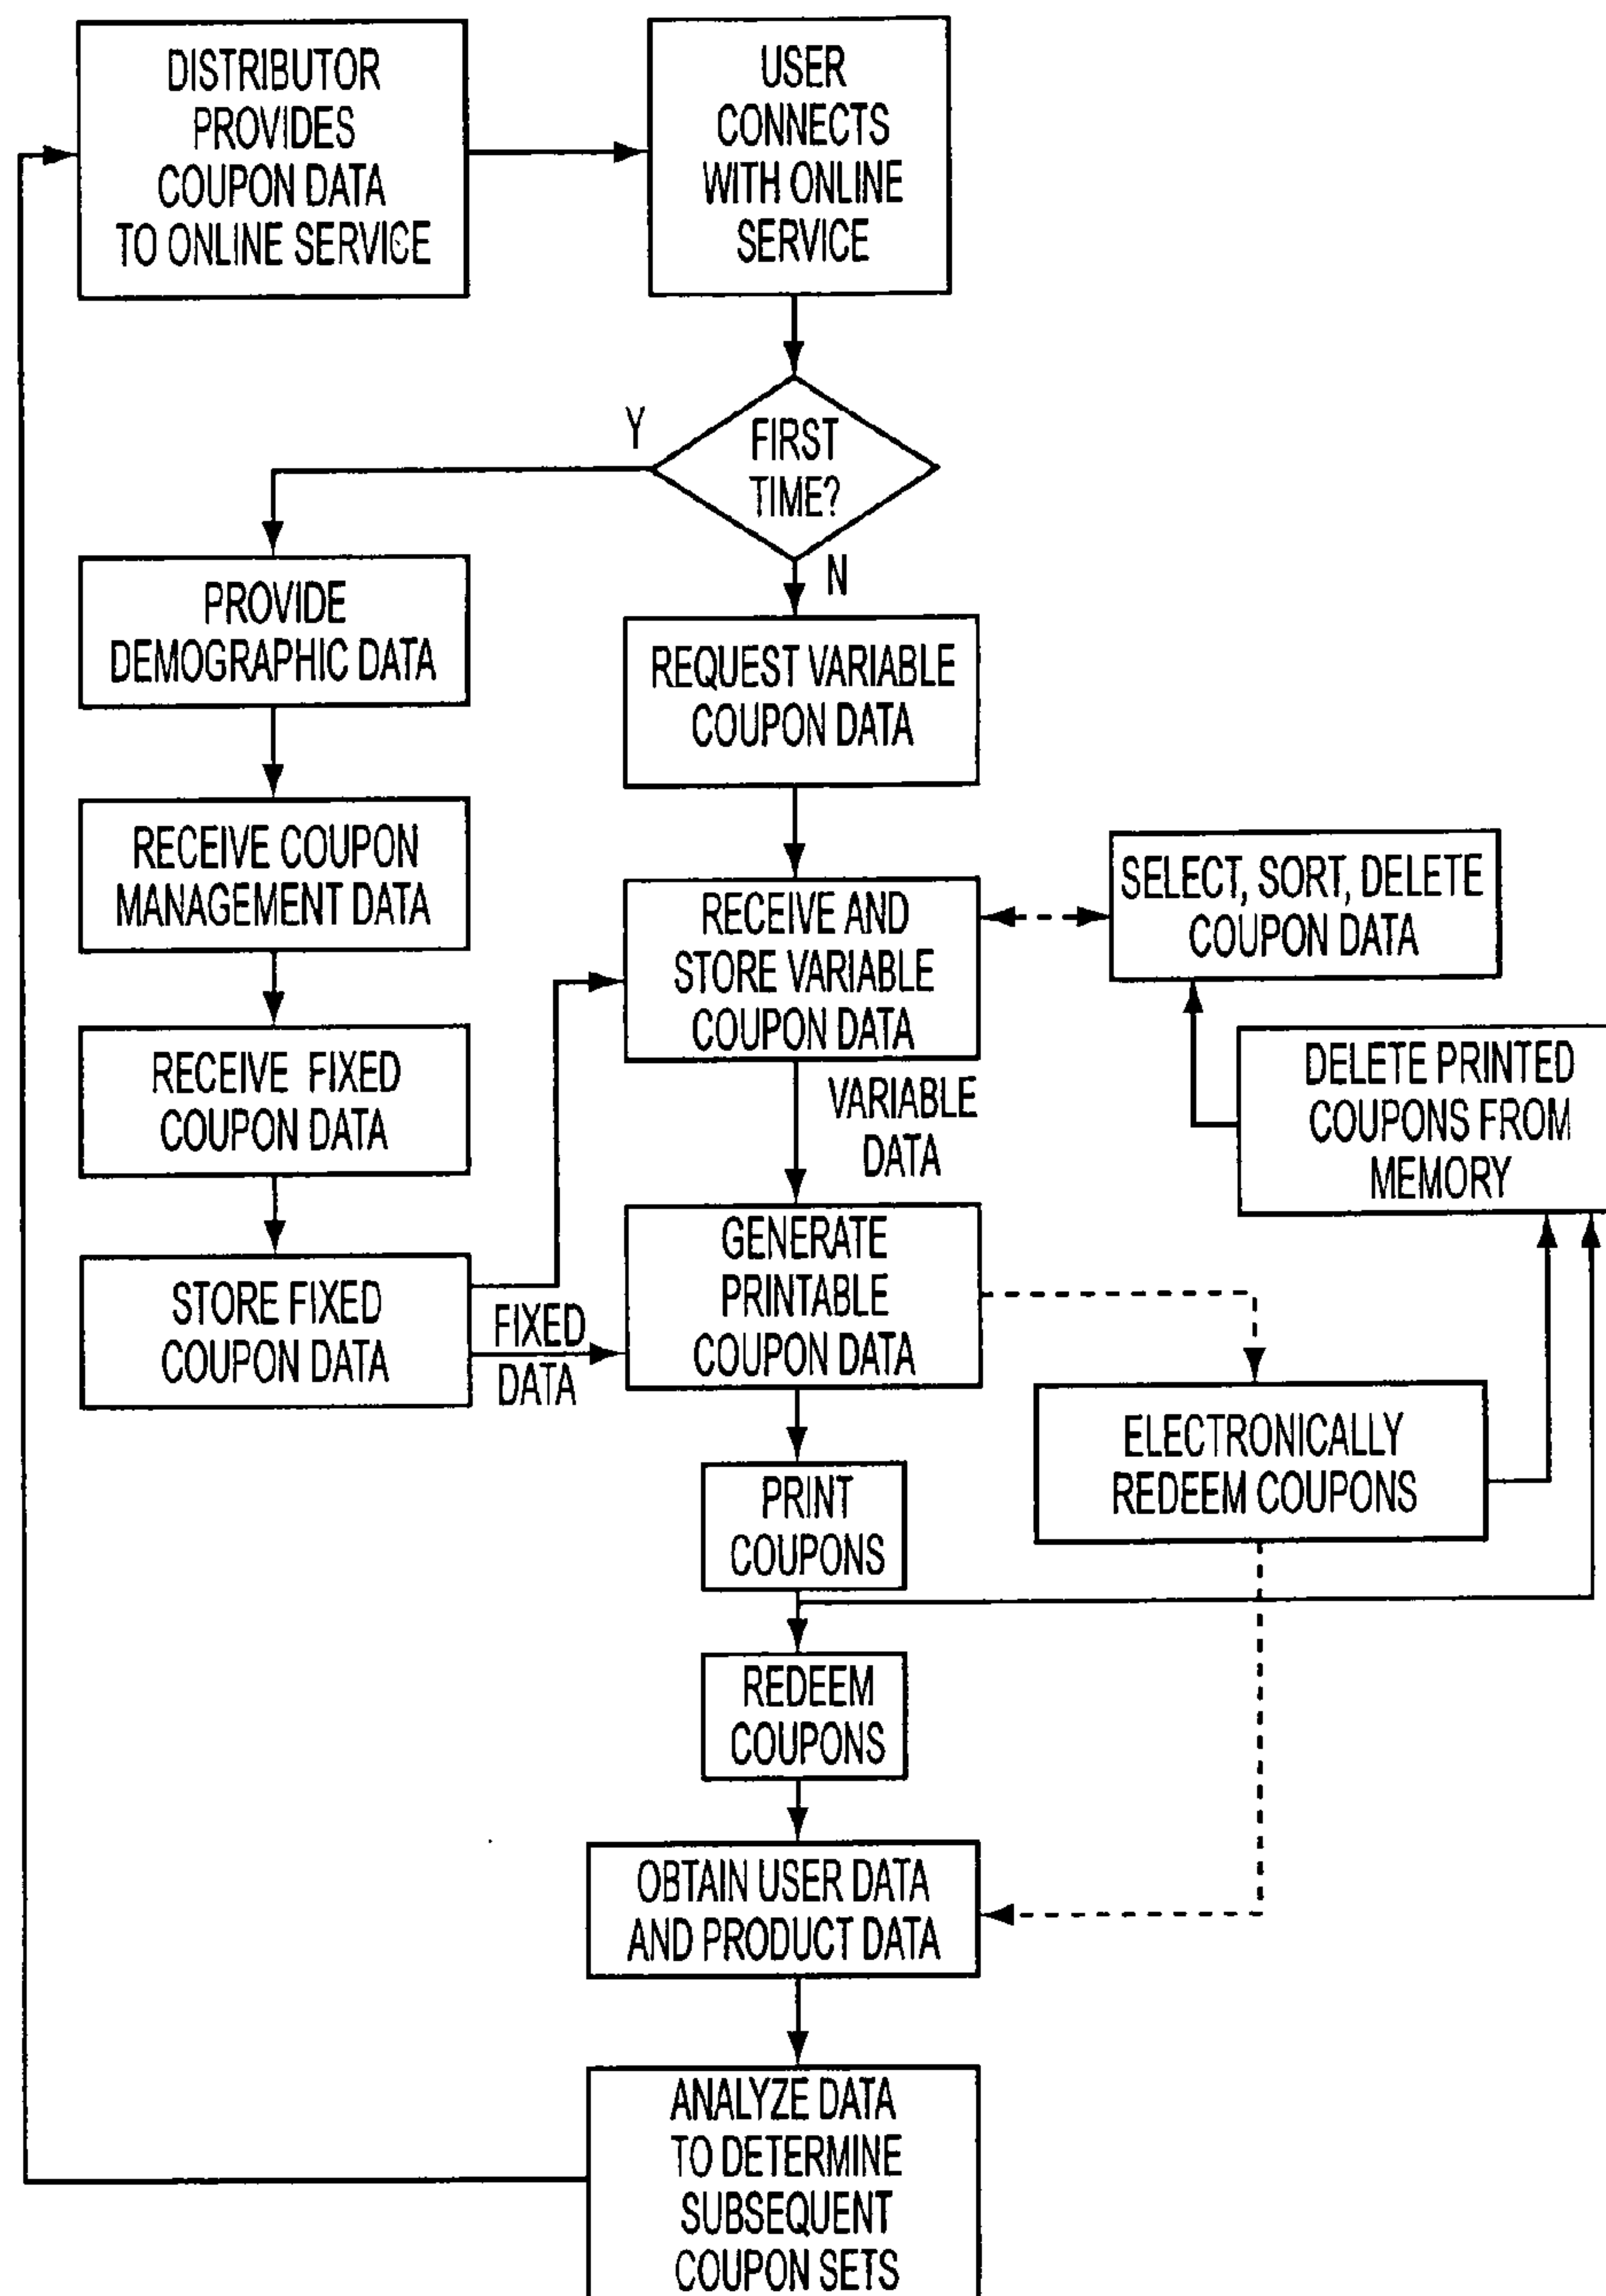 DISTRIBUTOR
PROVIDES
COUPON DATA
TO ONLINE SERVICE
USER
CONNECTS
WITH ONLINE
SERVICE
FIRST
TIME?
Y
N
PROVIDE
DEMOGRAPHIC DATA
RECEIVE COUPON
MANAGEMENT DATA
RECEIVE FIXED
COUPON DATA
STORE FIXED
COUPON DATA
FIXED
DATA
REQUEST VARIABLE
COUPON DATA
RECEIVE AND
STORE VARIABLE
COUPON DATA
VARIABLE
DATA
SELECT, SORT, DELETE
COUPON DATA
DELETE PRINTED
COUPONS FROM
MEMORY
GENERATE
PRINTABLE
COUPON DATA
ELECTRONICALLY
REDEEM COUPONS
PRINT
COUPONS
REDEEM
COUPONS
OBTAIN USER DATA
AND PRODUCT DATA
ANALYZE DATA
TO DETERMINE
SUBSEQUENT
COUPON SETS